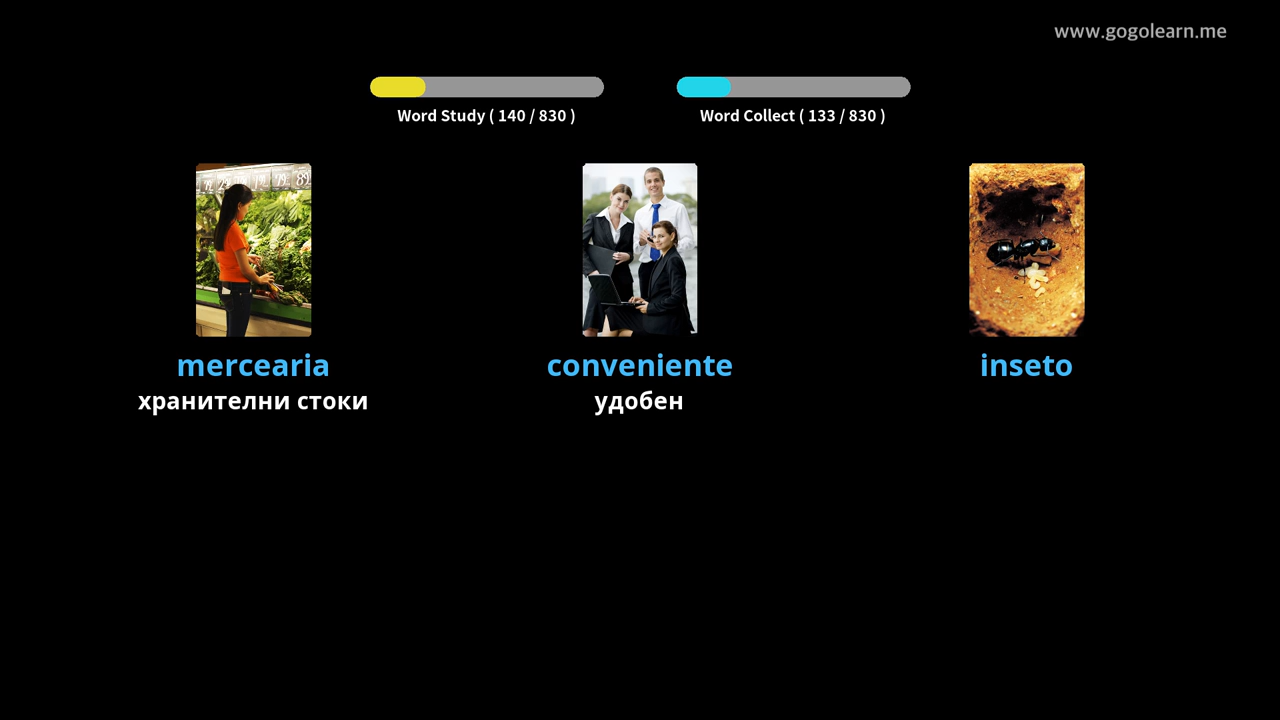 www.gogolearn.me
Word Study ( 140 / 830 )
Word Collect ( 133 / 830 )
mercearia
хранителни стоки
conveniente
удобен
inseto